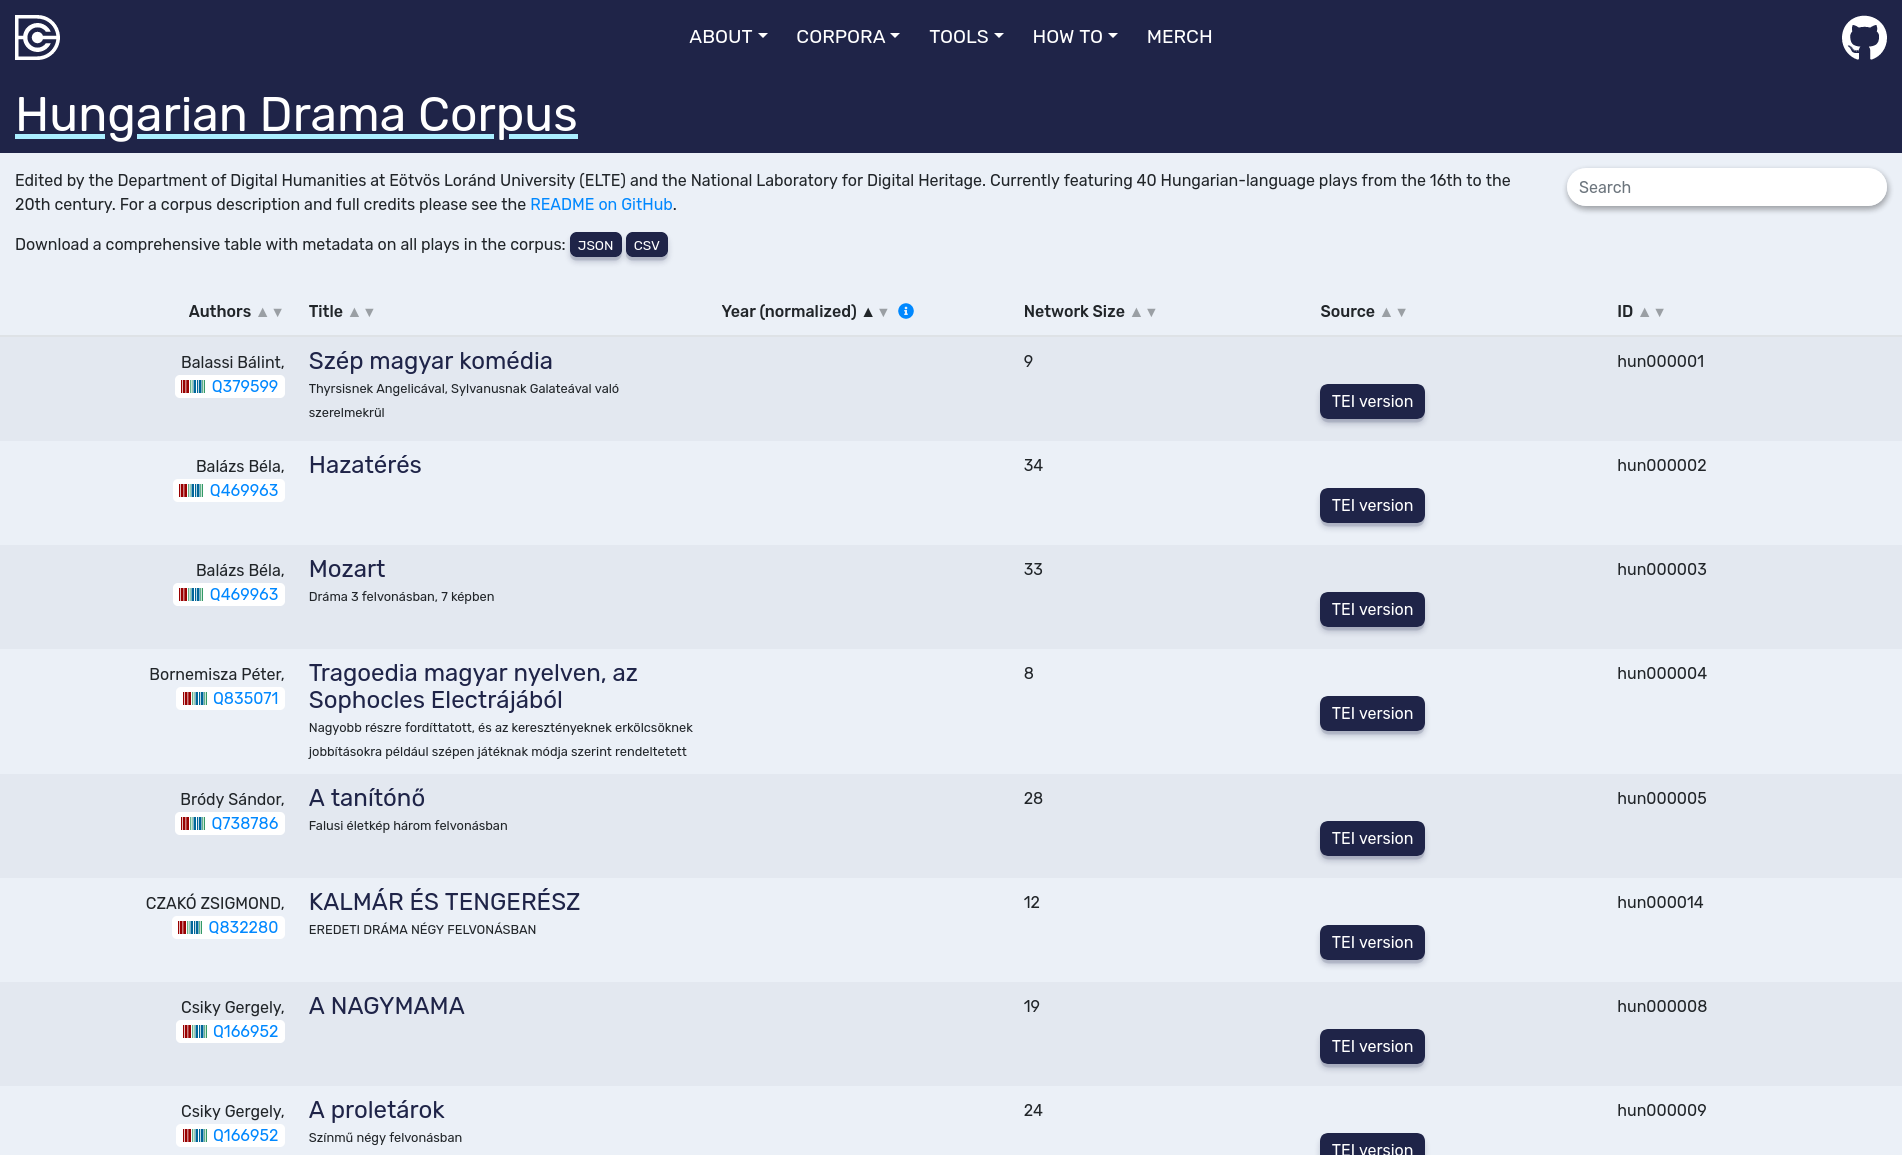 ABOUT CORPORA TOOLS HOW TO MERCH
Hungarian Drama Corpus
Edited by the Department of Digital Humanities at Eötvös Loránd University (ELTE) and the National Laboratory for Digital Heritage. Currently featuring 40 Hungarian-language plays from the 16th to the
20th century. For a corpus description and full credits please see the README on GitHub.
Search
Download a comprehensive table with metadata on all plays in the corpus: JSON CSV
Authors ▲▼ Title ▲▼ Year (normalized) ▲▼ Network Size ▲▼ Source ▲▼ ID ▲▼
Balassi Bálint, Szép magyar komédia 9 hun000001
Q379599 Thyrsisnek Angelicával, Sylvanusnak Galateával való
szerelmekrül
TEI version
Balázs Béla, Hazatérés 34 hun000002
Q469963
TEI version
Balázs Béla, Mozart 33 hun000003
Q469963 Dráma 3 felvonásban, 7 képben
TEI version
Bornemisza Péter, Tragoedia magyar nyelven, az 8 hun000004
Q835071 Sophocles Electrájából
TEI version
Nagyobb részre fordíttatott, és az keresztényeknek erkölcsöknek
jobbításokra például szépen játéknak módja szerint rendeltetett
Bródy Sándor, A tanítónő 28 hun000005
Q738786 Falusi életkép három felvonásban
TEI version
CZAKÓ ZSIGMOND, KALMÁR ÉS TENGERÉSZ 12 hun000014
Q832280 EREDETI DRÁMA NÉGY FELVONÁSBAN
TEI version
Csiky Gergely, A NAGYMAMA 19 hun000008
Q166952
TEI version
Csiky Gergely, A proletárok 24 hun000009
Q166952 Színmű négy felvonásban
TEI version